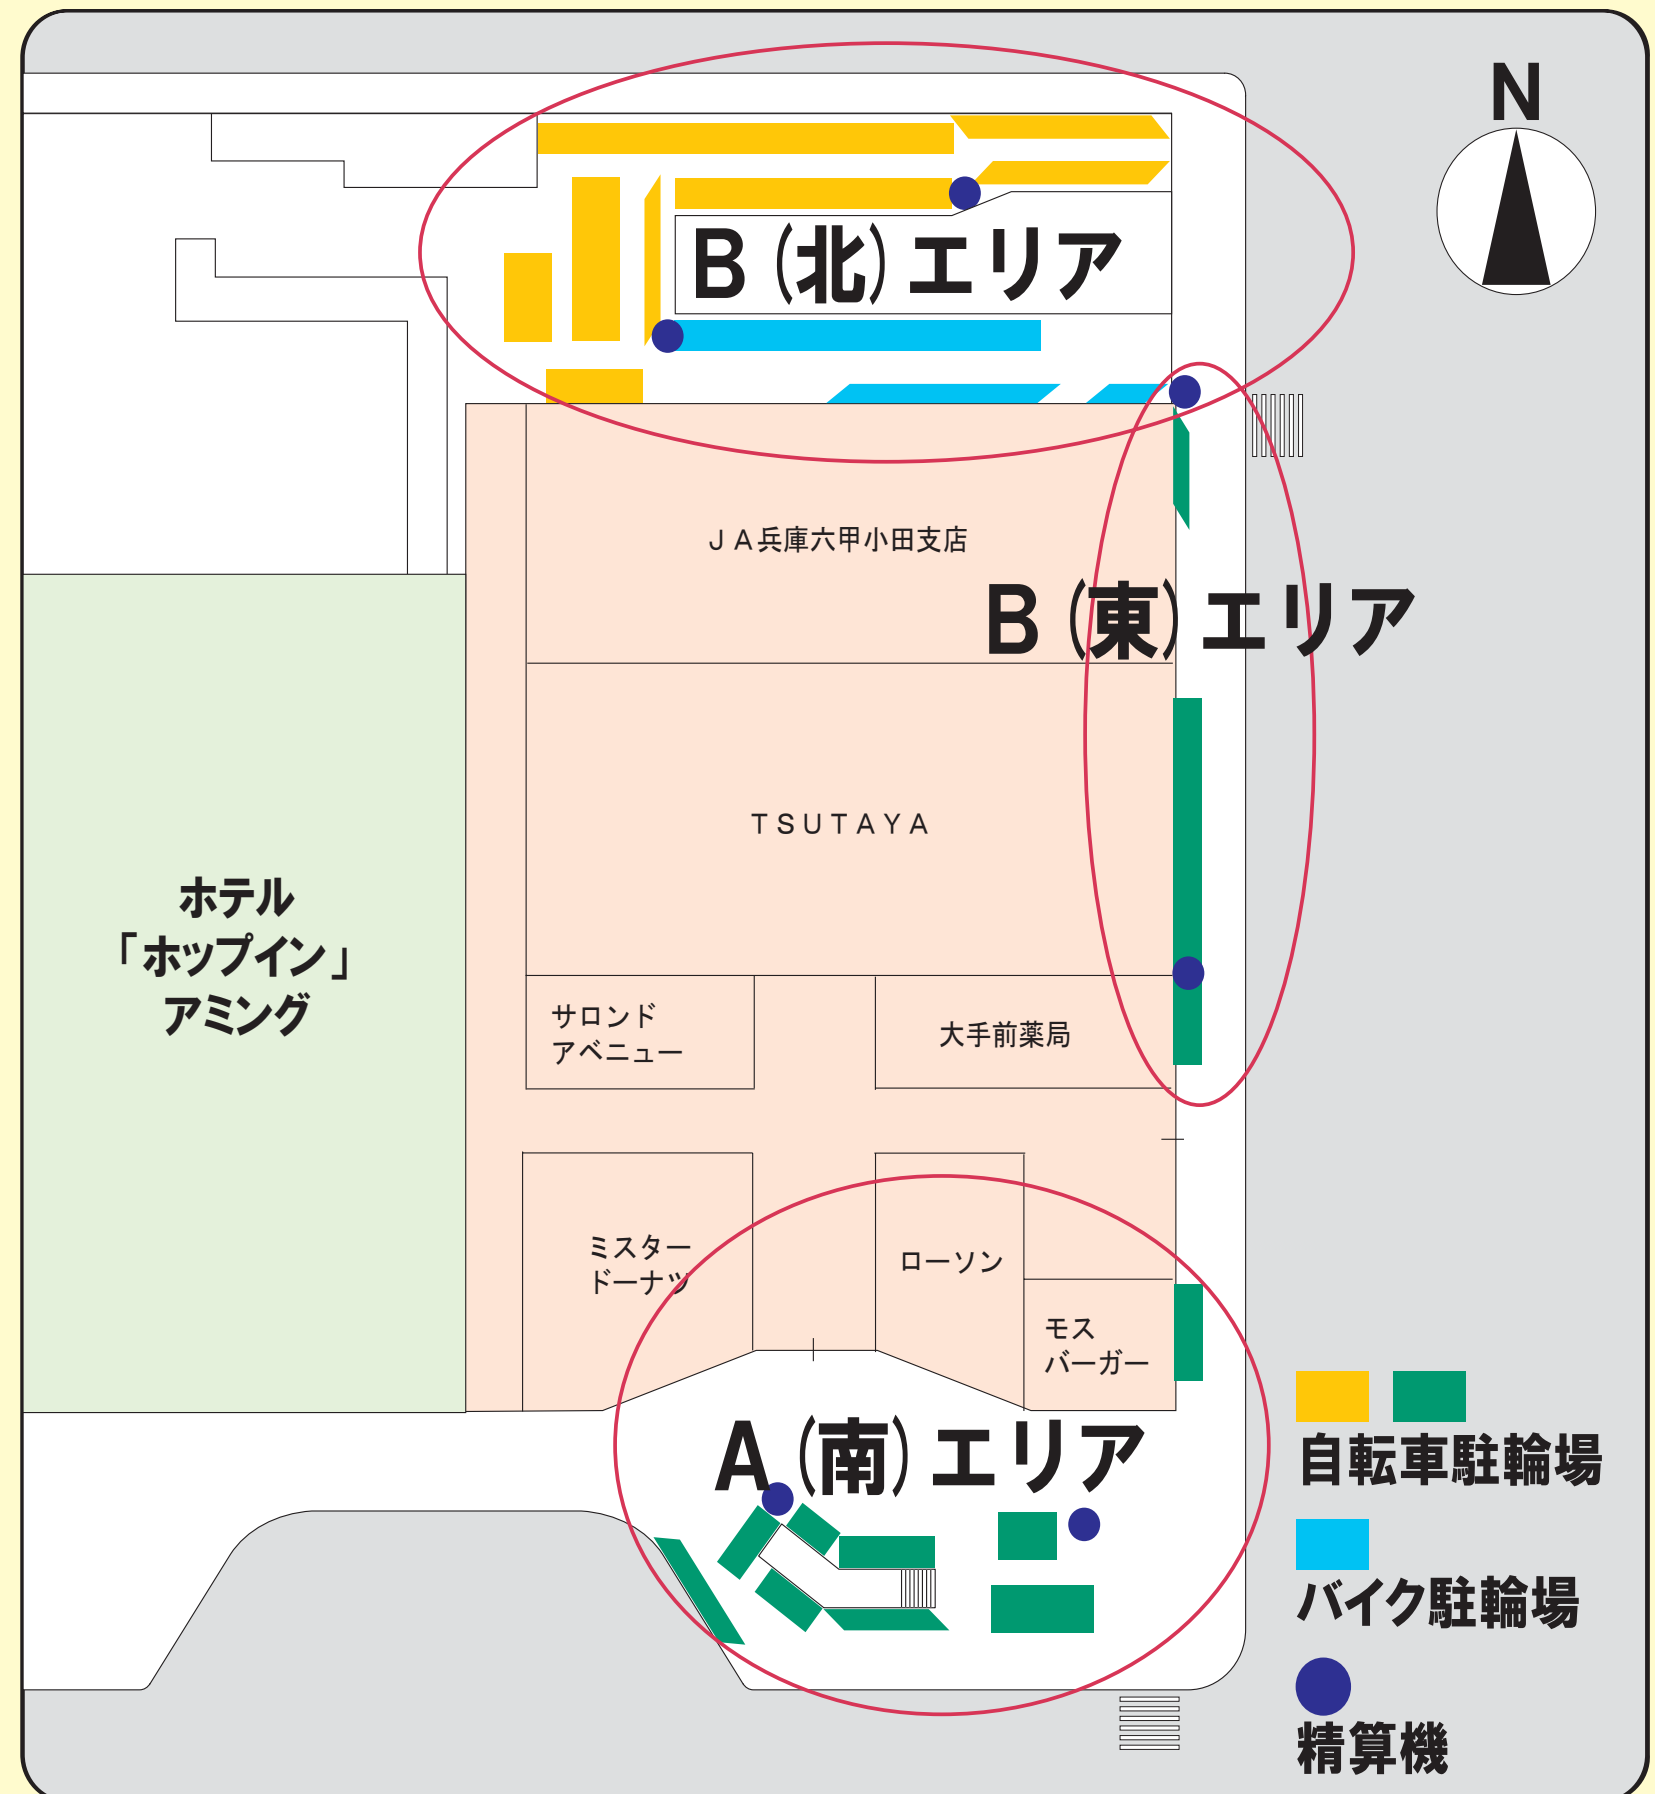 N
B（北）エリア
ＪＡ兵庫六甲小田支店
B（東）エリア
ＴＳＵＴＡＹＡ
ホテル
「ホップイン」
アミング
サロンド
アベニュー
大手前薬局
ミスター
ドーナツ
ローソン
モス
バーガー
A（南）エリア
自転車駐輪場
バイク駐輪場
精算機